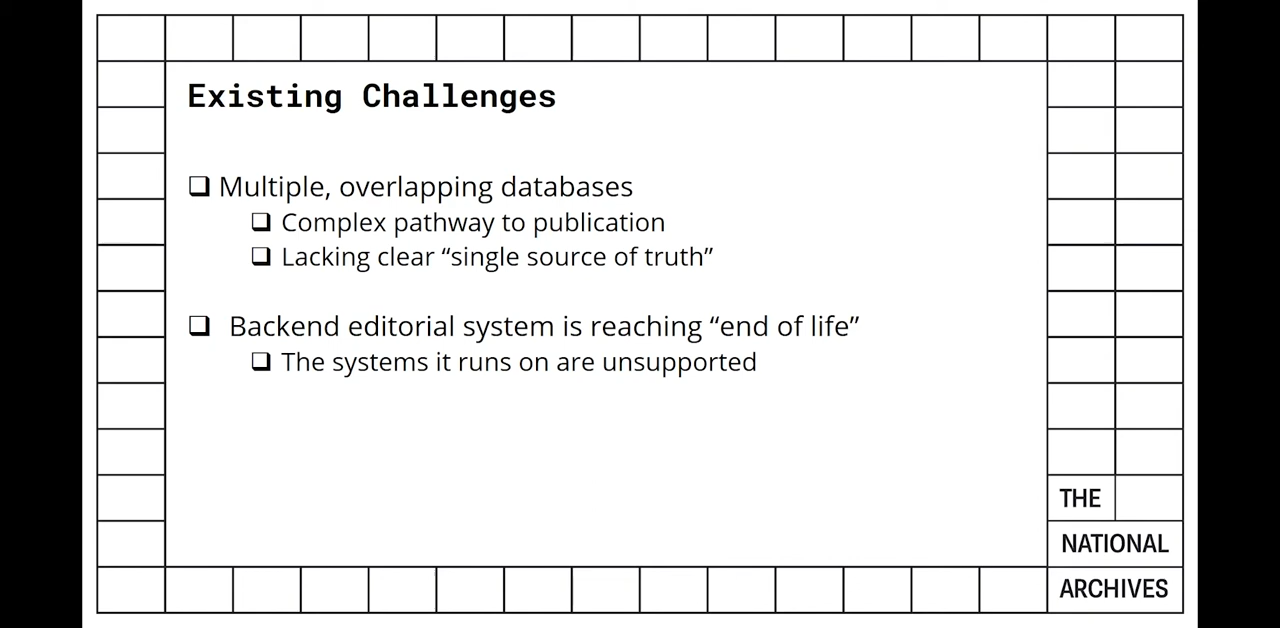 Existing Challenges
Multiple, overlapping databases
Complex pathway to publication
Lacking clear “single source of truth”
Backend editorial system is reaching “end of life”
The systems it runs on are unsupported
THE
NATIONAL
ARCHIVES